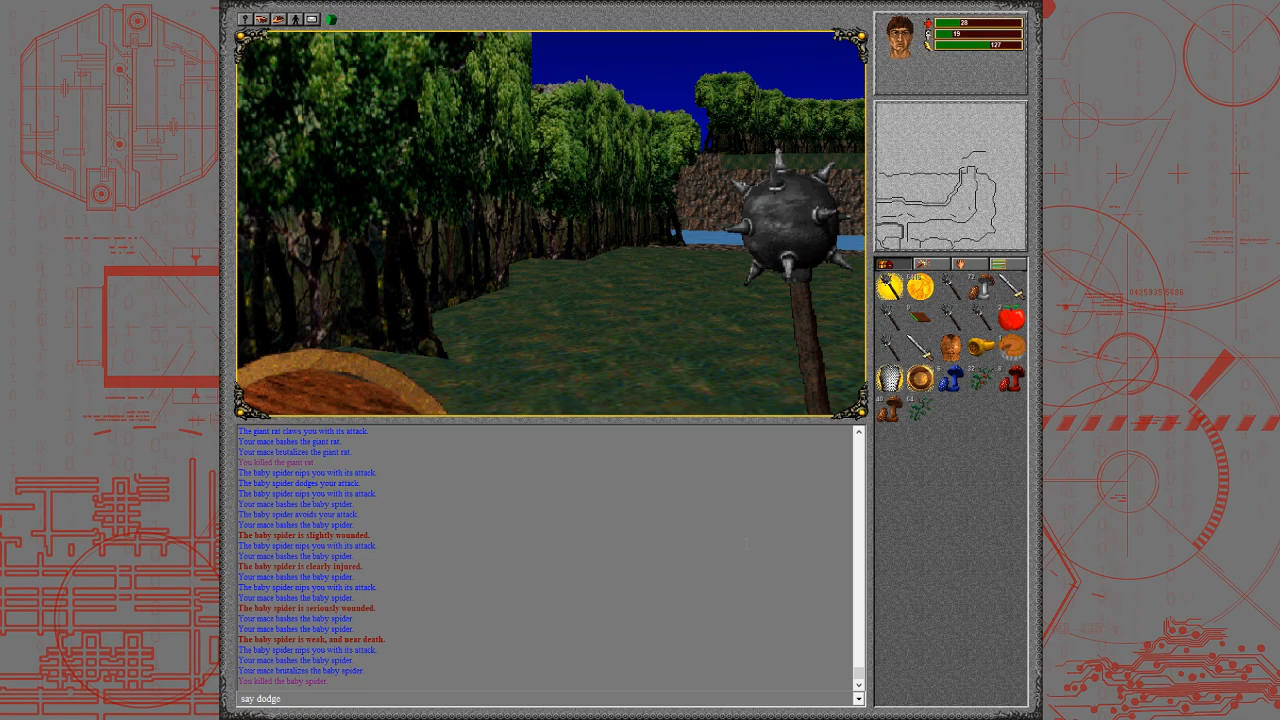 28
19
127
72
The giant rat claws you with its attack.
Your mace bashes the giant rat.
Your mace brutalizes the giant rat.
You killed the giant rat.
The baby spider nips you with its attack.
The baby spider dodges your attack.
The baby spider nips you with its attack.
Your mace bashes the baby spider.
The baby spider avoids your attack.
Your mace bashes the baby spider.
The baby spider is slightly wounded.
The baby spider nips you with its attack.
Your mace bashes the baby spider.
The baby spider is clearly injured.
Your mace bashes the baby spider.
The baby spider nips you with its attack.
Your mace bashes the baby spider.
The baby spider is seriously wounded.
Your mace bashes the baby spider.
Your mace bashes the baby spider.
The baby spider is weak, and near death.
The baby spider nips you with its attack.
Your mace bashes the baby spider.
Your mace brutalizes the baby spider.
You killed the baby spider.
6
32
8
40
64
say dodge